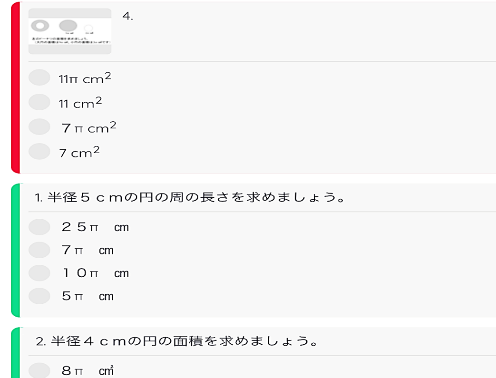 4.
11π cm²
11 cm²
７π cm²
7 cm²
1. 半径５ｃｍの円の周の長さを求めましょう。
２５π　㎝
７π　㎝
１０π　㎝
５π　㎝
2. 半径４ｃｍの円の面積を求めましょう。
８π　㎠